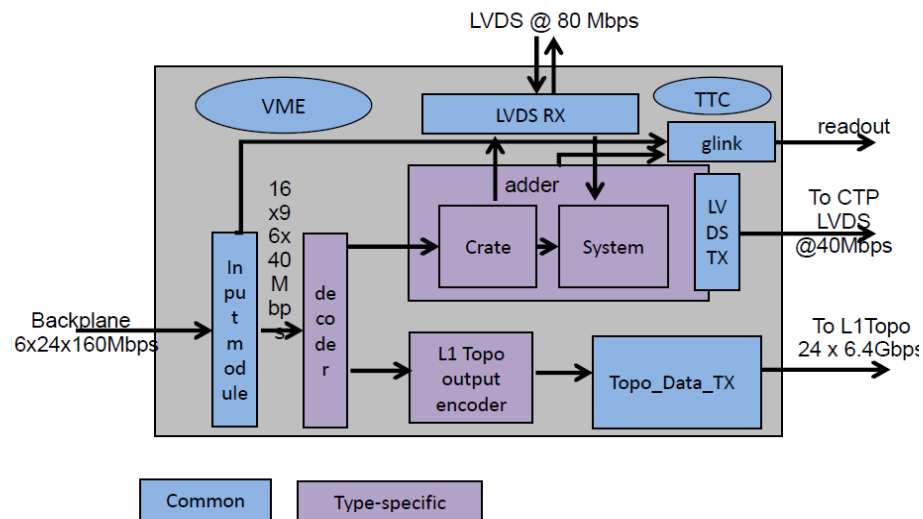 LVDS @ 80 Mbps
VME
TTC
LVDS RX
glink
readout
adder
16
x9
6x
40
M
bp
s
LV
DS
TX
To CTP
LVDS
@40Mbps
Crate
System
In
pu
t m
od
ule
de
co
de
r
Backplane
6x24x160Mbps
L1 Topo
output
encoder
Topo_Data_TX
To L1Topo
24 x 6.4Gbps
Common
Type-specific